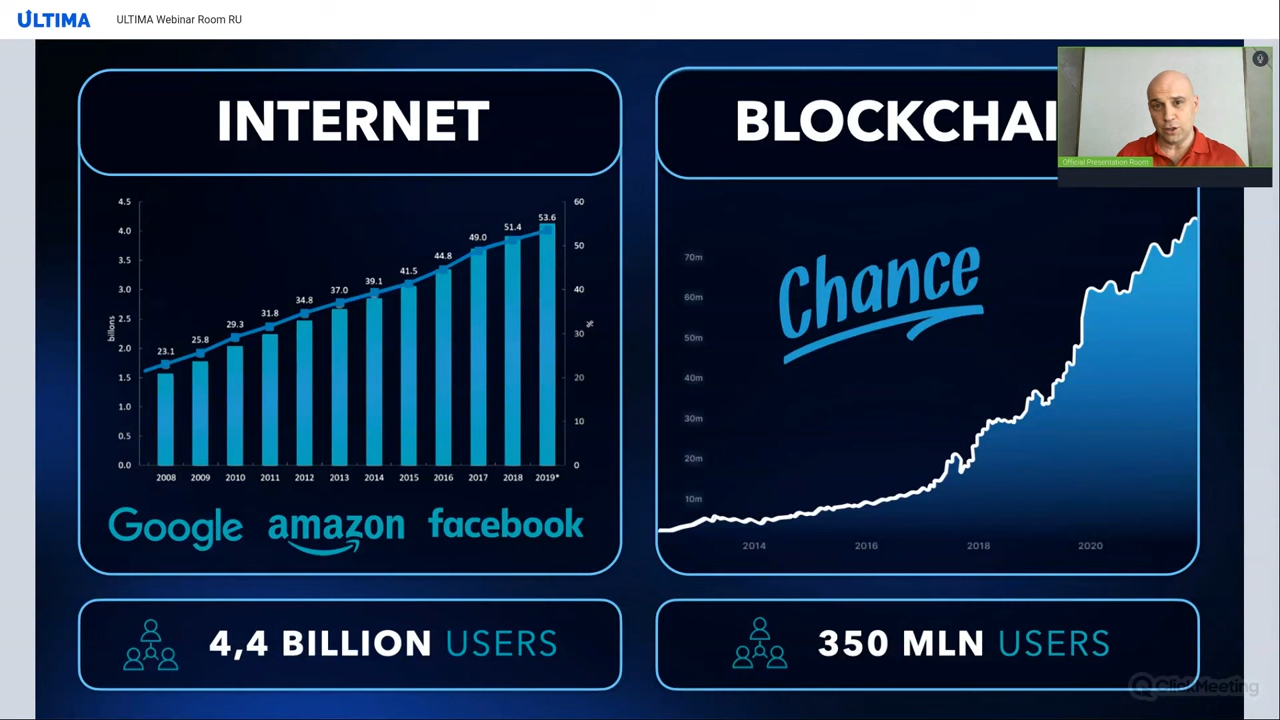 ULTIMA
ULTIMA Webinar Room RU
INTERNET
4.5
4.0
3.5
3.0
2.5
2.0
1.5
1.0
0.5
0.0
billions
23.1
25.8
29.3
31.8
34.8
37.0
39.1
41.5
44.8
49.0
51.4
53.6
60
50
40
30
20
10
0
%
2008 2009 2010 2011 2012 2013 2014 2015 2016 2017 2018 2019*
Google amazon facebook
4,4 BILLION USERS
BLOCKCHAI
Official Presentation Room
Chance
70m
60m
50m
40m
30m
20m
10m
2014 2016 2018 2020
350 MLN USERS
ClickMeeting